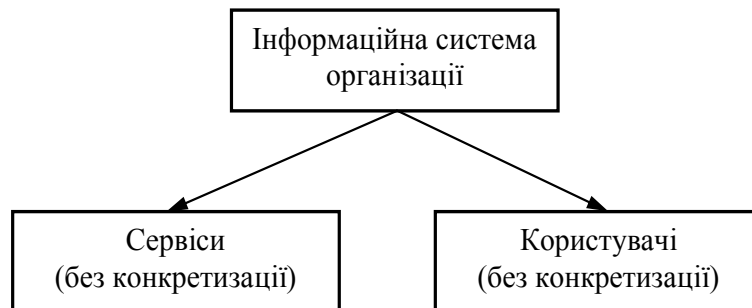 Інформаційна система
організації
Сервіси
(без конкретизації)
Користувачі
(без конкретизації)